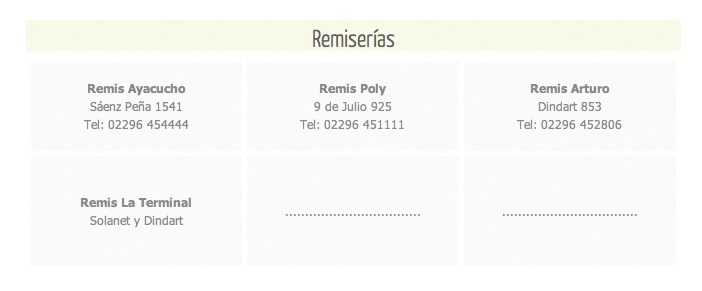 Remiserías
Remis Ayacucho
Sáenz Peña 1541
Tel: 02296 454444
Remis Poly
9 de Julio 925
Tel: 02296 451111
Remis Arturo
Dindart 853
Tel: 02296 452806
Remis La Terminal
Solanet y Dindart
..................................
..................................